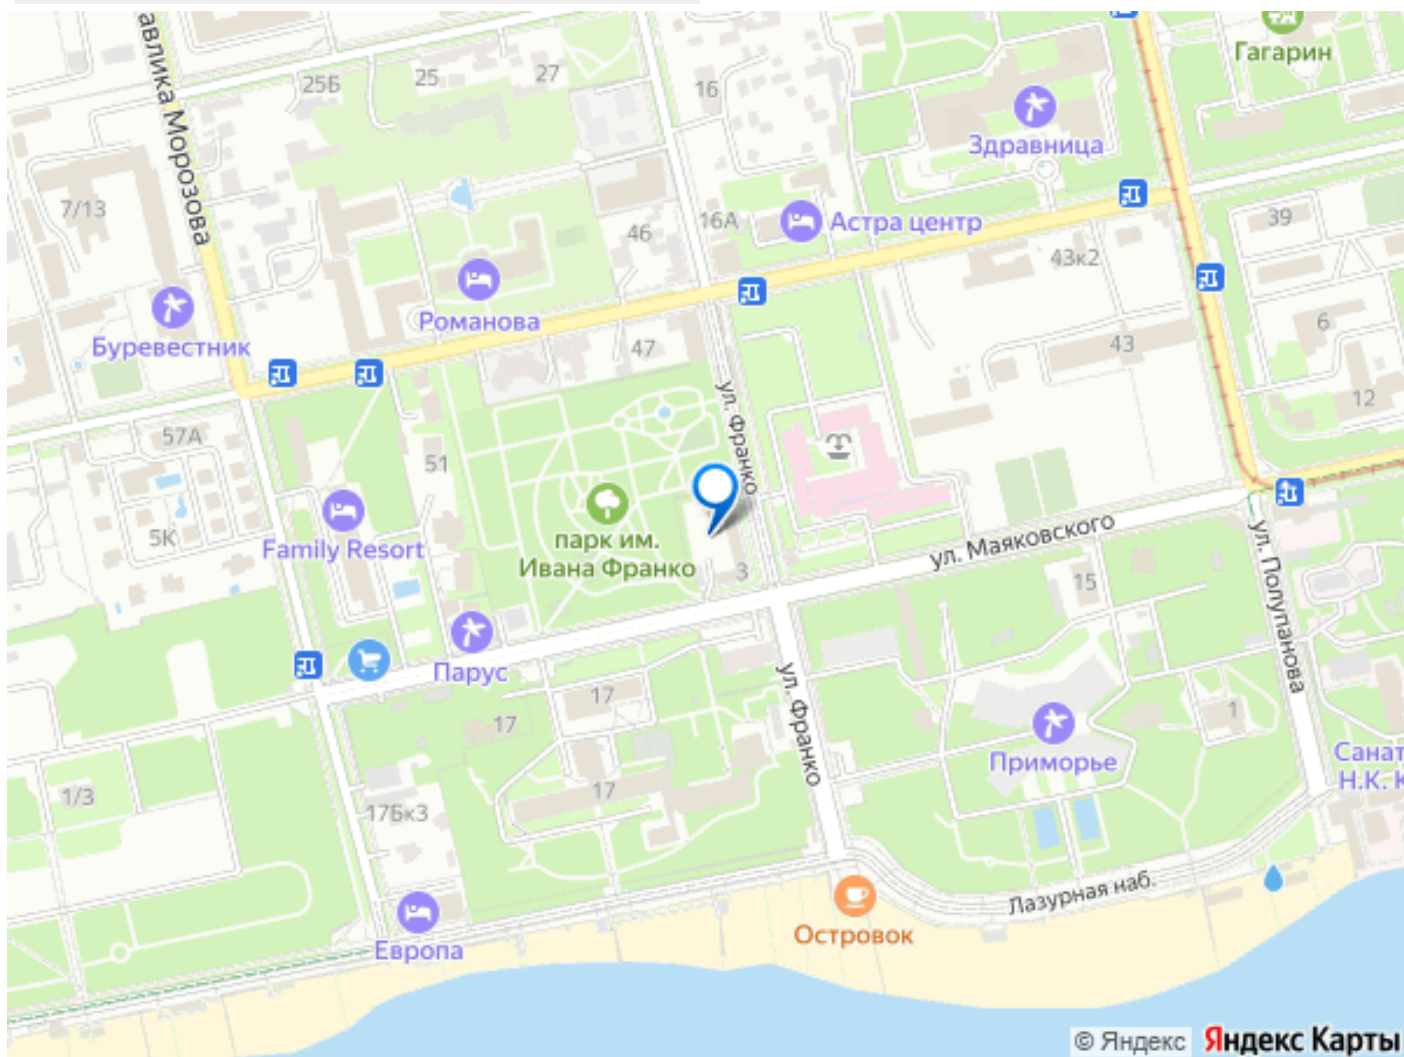 авлика Морозова
25Б
25
27
16
Гагарин
Здравница
7/13
46
16А
Астра центр
39
43к2
Романова
Буревестник
47
43
6
12
57А
51
ул. Франко
5К
Family Resort
парк им.
Ивана Франко
3
ул. Маяковского
15
ул. Полупанова
Парус
17
17
17
ул. Франко
1
Приморье
Санат
Н.К. К
1/3
17Бк3
Лазурная наб.
Островок
Европа
© Яндекс Яндекс Карты